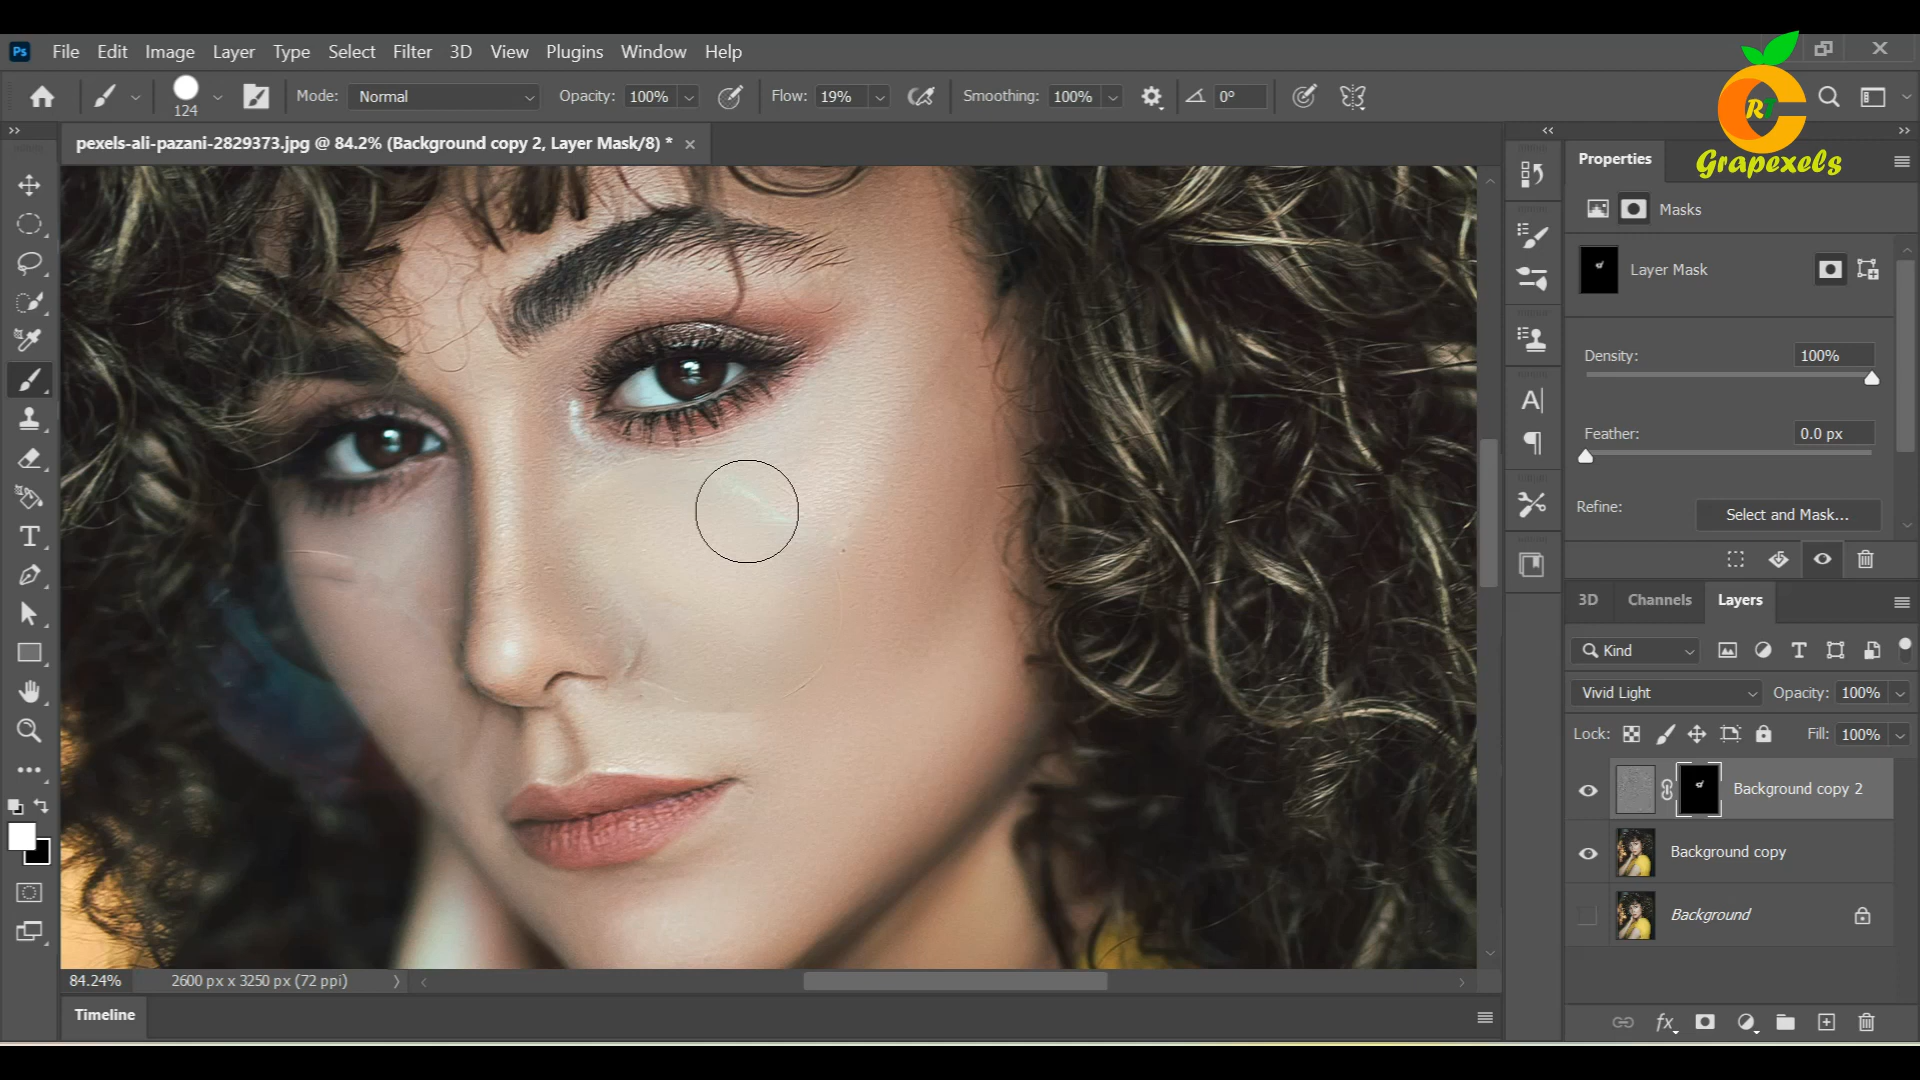 Ps File Edit Image Layer Type Select Filter 3D View Plugins Window Help
124 Mode: Normal Opacity: 100% Flow: 19% Smoothing: 100% 0°
RT
Grapexels
pexels-ali-pazani-2829373.jpg @ 84.2% (Background copy 2, Layer Mask/8) *
Properties
Masks
Layer Mask
Density: 100%
Feather: 0.0 px
Refine: Select and Mask...
3D Channels Layers
Kind
Vivid Light Opacity: 100%
Lock: Fill: 100%
Background copy 2
Background copy
Background
84.24% 2600 px x 3250 px (72 ppi)
Timeline